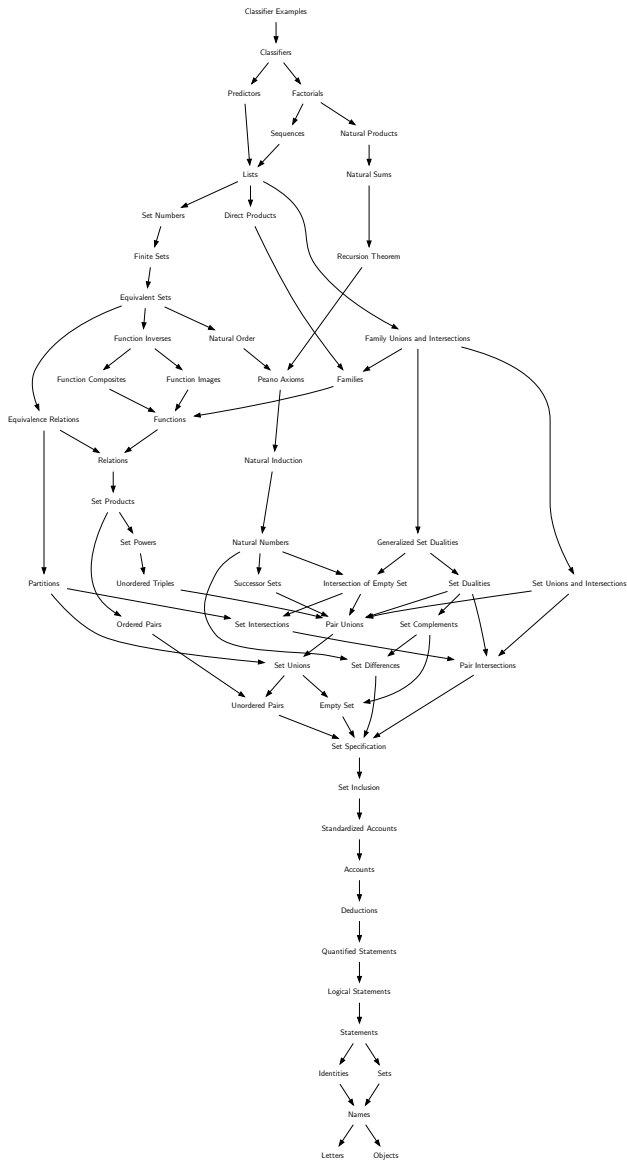 Classifier Examples
Classifiers
Predictors
Factorials
Sequences
Natural Products
Lists
Natural Sums
Set Numbers
Direct Products
Finite Sets
Recursion Theorem
Equivalent Sets
Function Inverses
Natural Order
Family Unions and Intersections
Function Composites
Function Images
Peano Axioms
Families
Equivalence Relations
Functions
Relations
Natural Induction
Set Products
Set Powers
Natural Numbers
Generalized Set Dualities
Partitions
Unordered Triples
Successor Sets
Intersection of Empty Set
Set Dualities
Set Unions and Intersections
Ordered Pairs
Set Intersections
Pair Unions
Set Complements
Set Unions
Set Differences
Pair Intersections
Unordered Pairs
Empty Set
Set Specification
Set Inclusion
Standardized Accounts
Accounts
Deductions
Quantified Statements
Logical Statements
Statements
Identities
Sets
Names
Letters
Objects